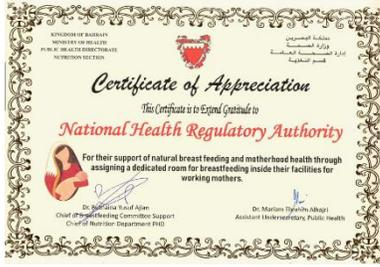 KINGDOM OF BAHRAIN
MINISTRY OF HEALTH
PUBLIC HEALTH DIRECTORATE
NUTRITION SECTION
مملكة البحرين
وزارة الصحة
إدارة الصحة العامة
قسم التغذية
Certificate of Appreciation
This Certificate is to Extend Gratitude to
National Health Regulatory Authority
For their support of natural breast feeding and motherhood health through
assigning a dedicated room for breastfeeding inside their facilities for
working mothers.
Dr. Buthaina Yusuf Ajlan
Chief of Breastfeeding Committee Support
Chief of Nutrition Department PHD
Dr. Mariam Ebrahim Alhajri
Assistant Undersecretary, Public Health